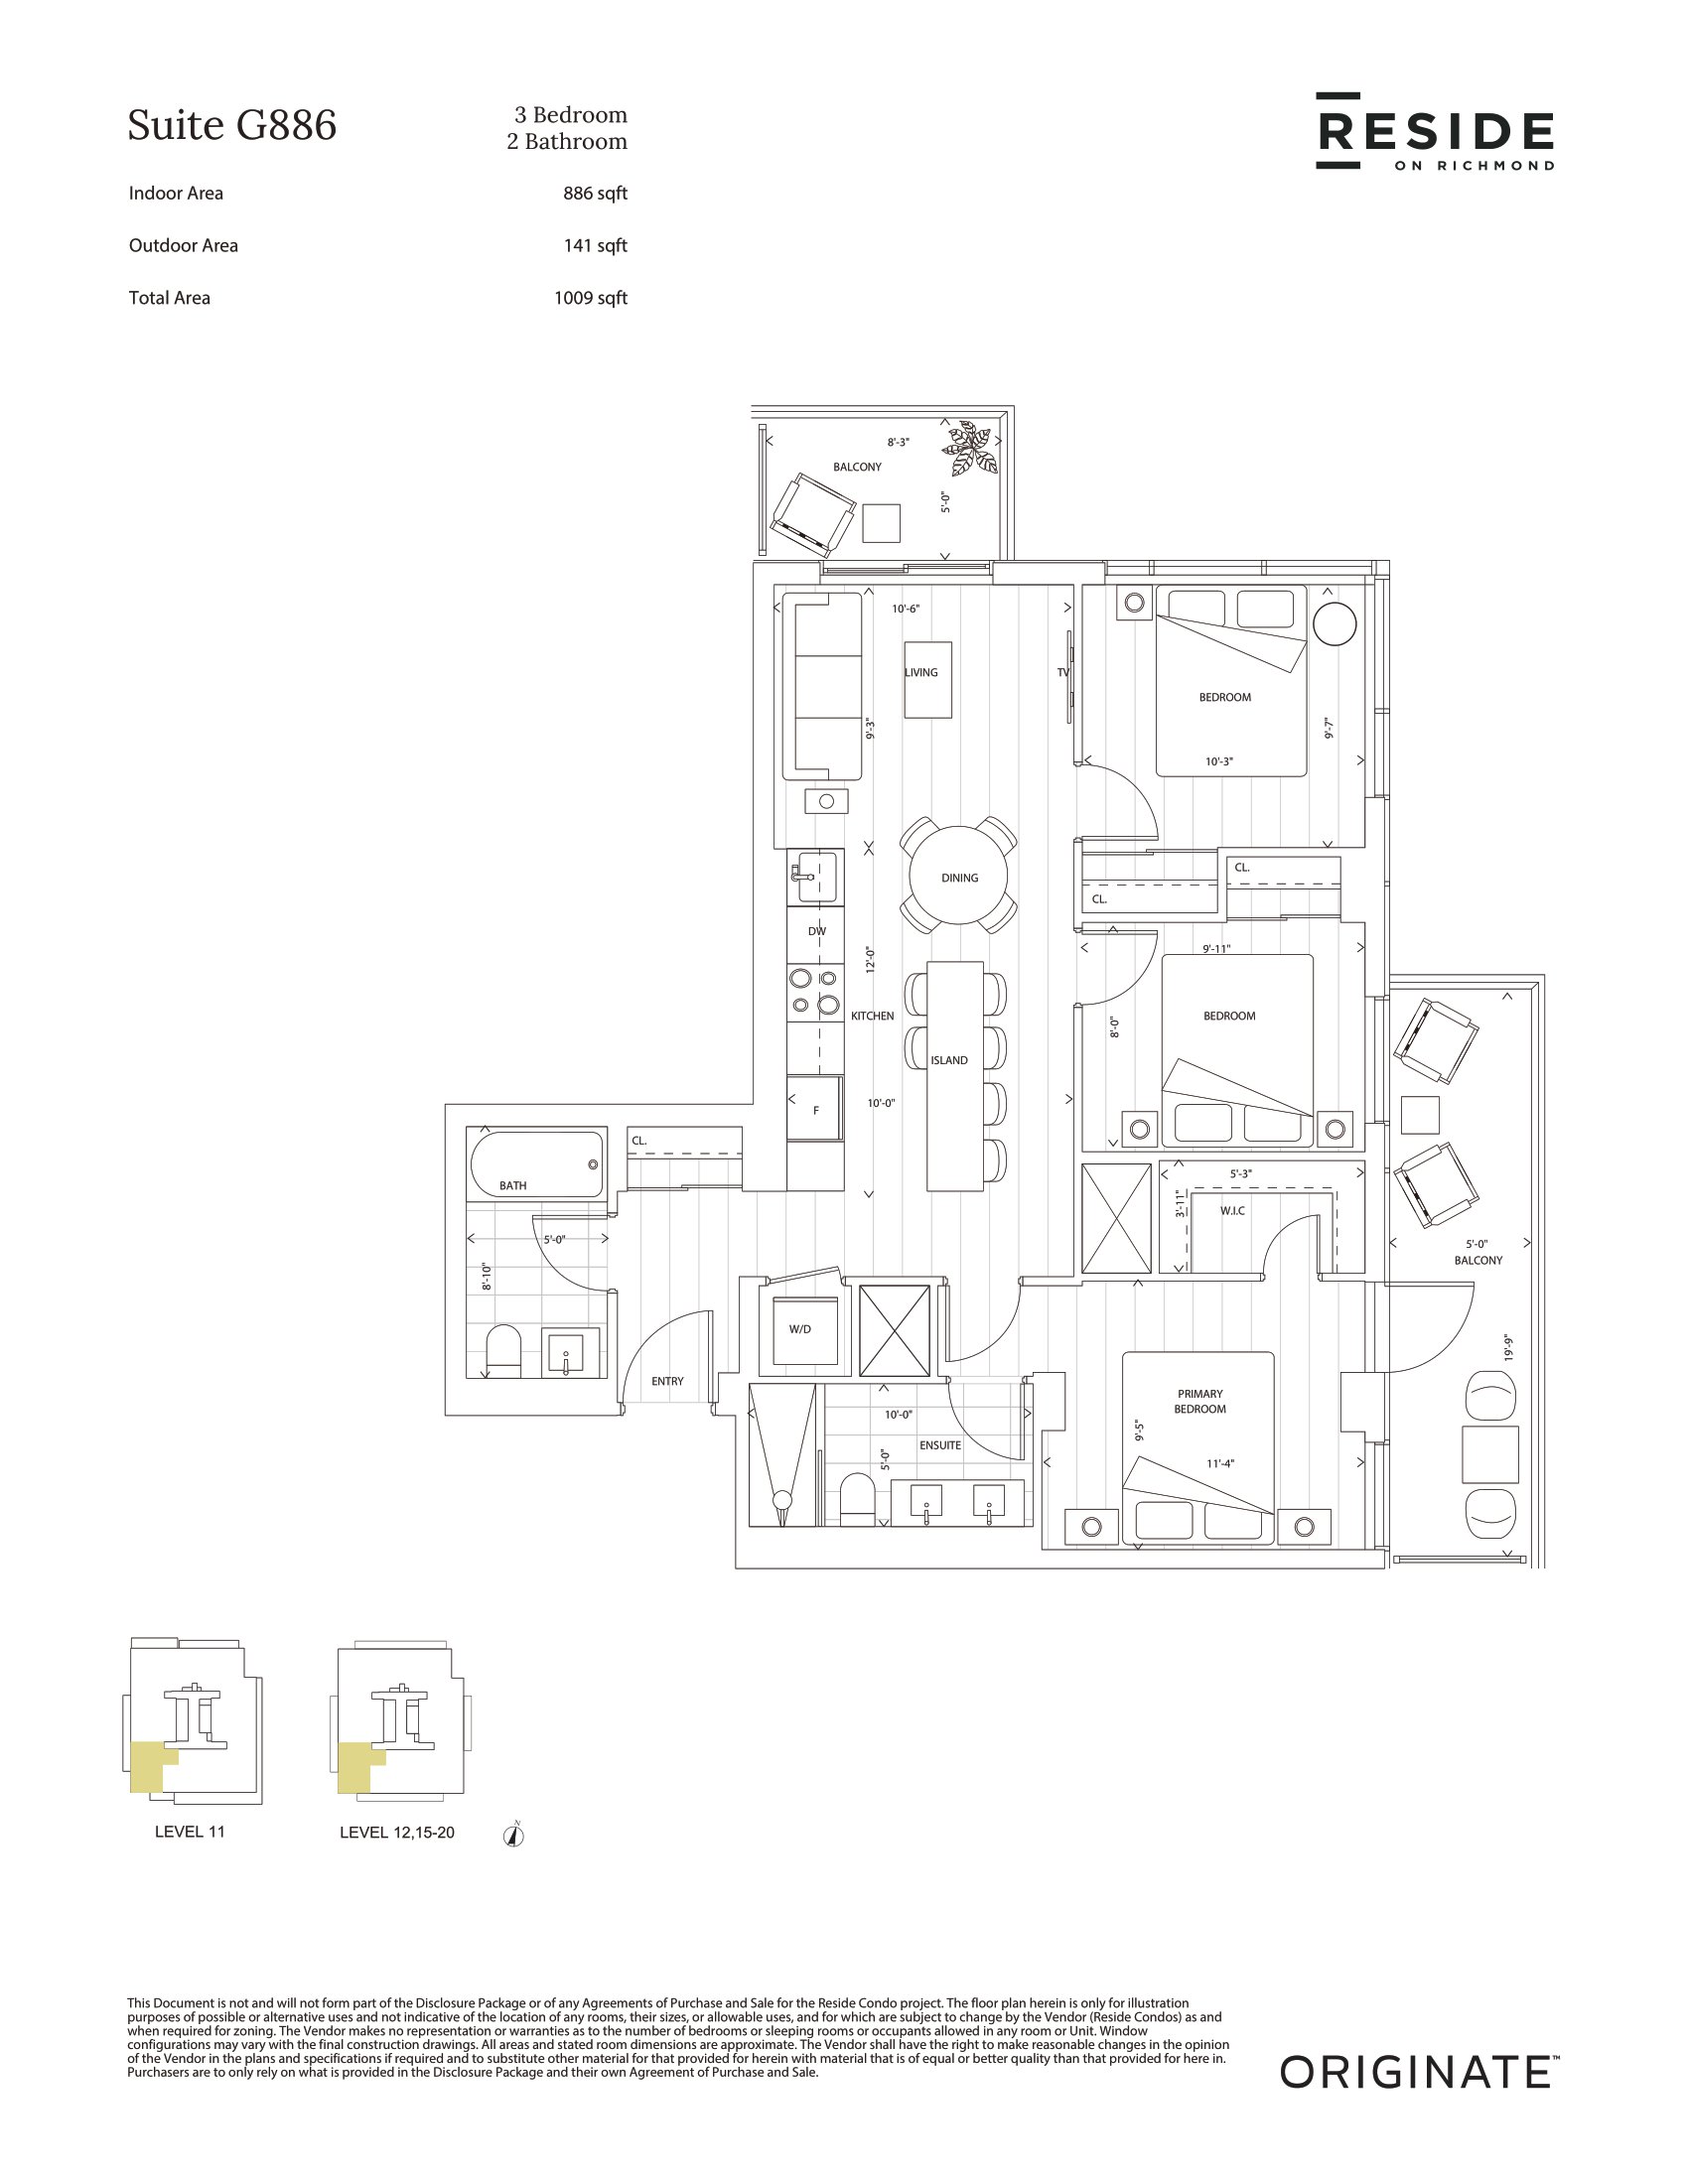 Suite G886
3 Bedroom
2 Bathroom
RESIDE
ON RICHMOND
Indoor Area 886 sqft
Outdoor Area 141 sqft
Total Area 1009 sqft
8'-3"
BALCONY
5'-0"
10'-6"
LIVING
TV
9'-3"
BEDROOM
9'-7"
10'-3"
DINING
CL.
CL.
DW
12'-0"
9'-11"
KITCHEN
BEDROOM
8'-0"
ISLAND
F
10'-0"
CL.
BATH
5'-3"
3'-11"
W.I.C
5'-0"
8'-10"
5'-0"
BALCONY
W/D
19'-9"
ENTRY
PRIMARY
BEDROOM
10'-0"
9'-5"
ENSUITE
5'-0"
11'-4"
LEVEL 11
LEVEL 12,15-20
N
This Document is not and will not form part of the Disclosure Package or of any Agreements of Purchase and Sale for the Reside Condo project. The floor plan herein is only for illustration
purposes of possible or alternative uses and not indicative of the location of any rooms, their sizes, or allowable uses, and for which are subject to change by the Vendor (Reside Condos) as and
when required for zoning. The Vendor makes no representation or warranties as to the number of bedrooms or sleeping rooms or occupants allowed in any room or Unit. Window
configurations may vary with the final construction drawings. All areas and stated room dimensions are approximate. The Vendor shall have the right to make reasonable changes in the opinion
of the Vendor in the plans and specifications if required and to substitute other material for that provided for herein with material that is of equal or better quality than that provided for here in.
Purchasers are to only rely on what is provided in the Disclosure Package and their own Agreement of Purchase and Sale.
ORIGINATE™